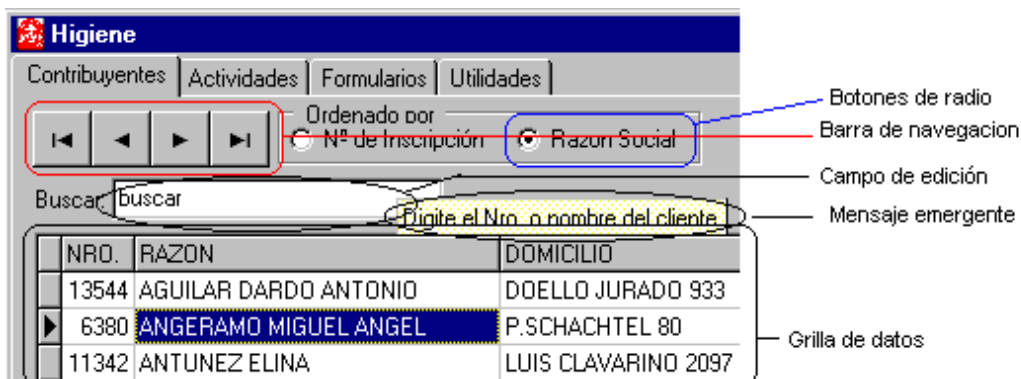 Higiene
Contribuyentes Actividades Formularios Utilidades
Ordenado por
Nº de Inscripción Razon Social
Botones de radio
Barra de navegacion
Buscar: buscar
Campo de edición
Digite el Nro. o nombre del cliente
Mensaje emergente
NRO. RAZON DOMICILIO
13544 AGUILAR DARDO ANTONIO DOELLO JURADO 933
6380 ANGERAMO MIGUEL ANGEL P.SCHACHTEL 80
Grilla de datos
11342 ANTUNEZ ELINA LUIS CLAVARINO 2097